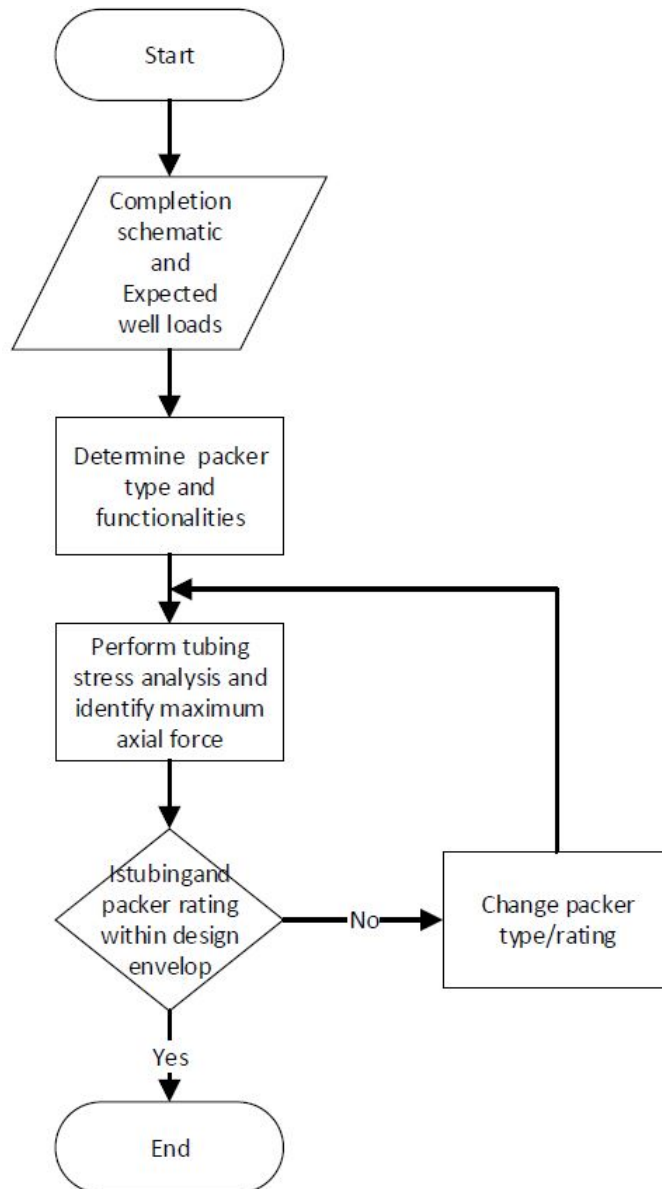 Start
Completion
schematic
and
Expected
well loads
Determine packer
type and
functionalities
Perform tubing
stress analysis and
identify maximum
axial force
Istubingand
packer rating
within design
envelop
No
Change packer
type/rating
Yes
End